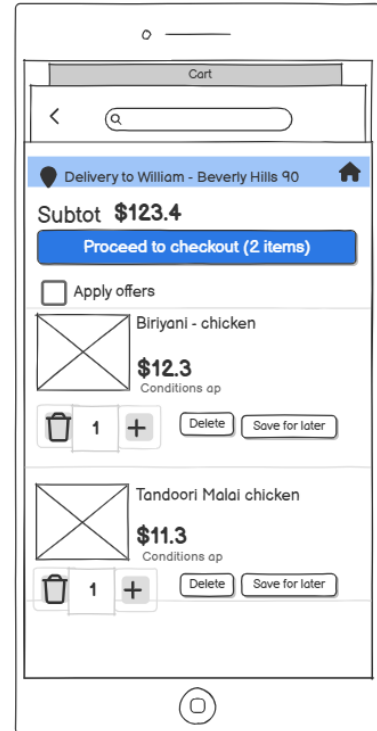 Cart
Delivery to William - Beverly Hills 90
Subtot $123.4
Proceed to checkout (2 items)
Apply offers
Biriyani - chicken
$12.3
Conditions ap
1 + Delete Save for later
Tandoori Malai chicken
$11.3
Conditions ap
1 + Delete Save for later